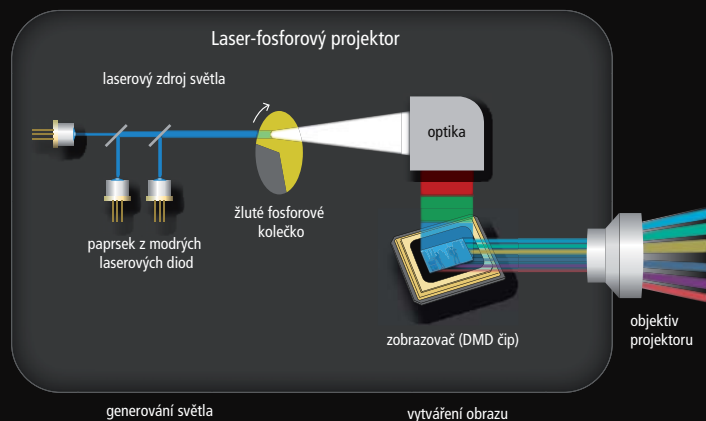 Laser-fosforový projektor
laserový zdroj světla
optika
žluté fosforové
kolečko
paprsek z modrých
laserových diod
zobrazovač (DMD čip)
objektiv
projektoru
generování světla
vytváření obrazu